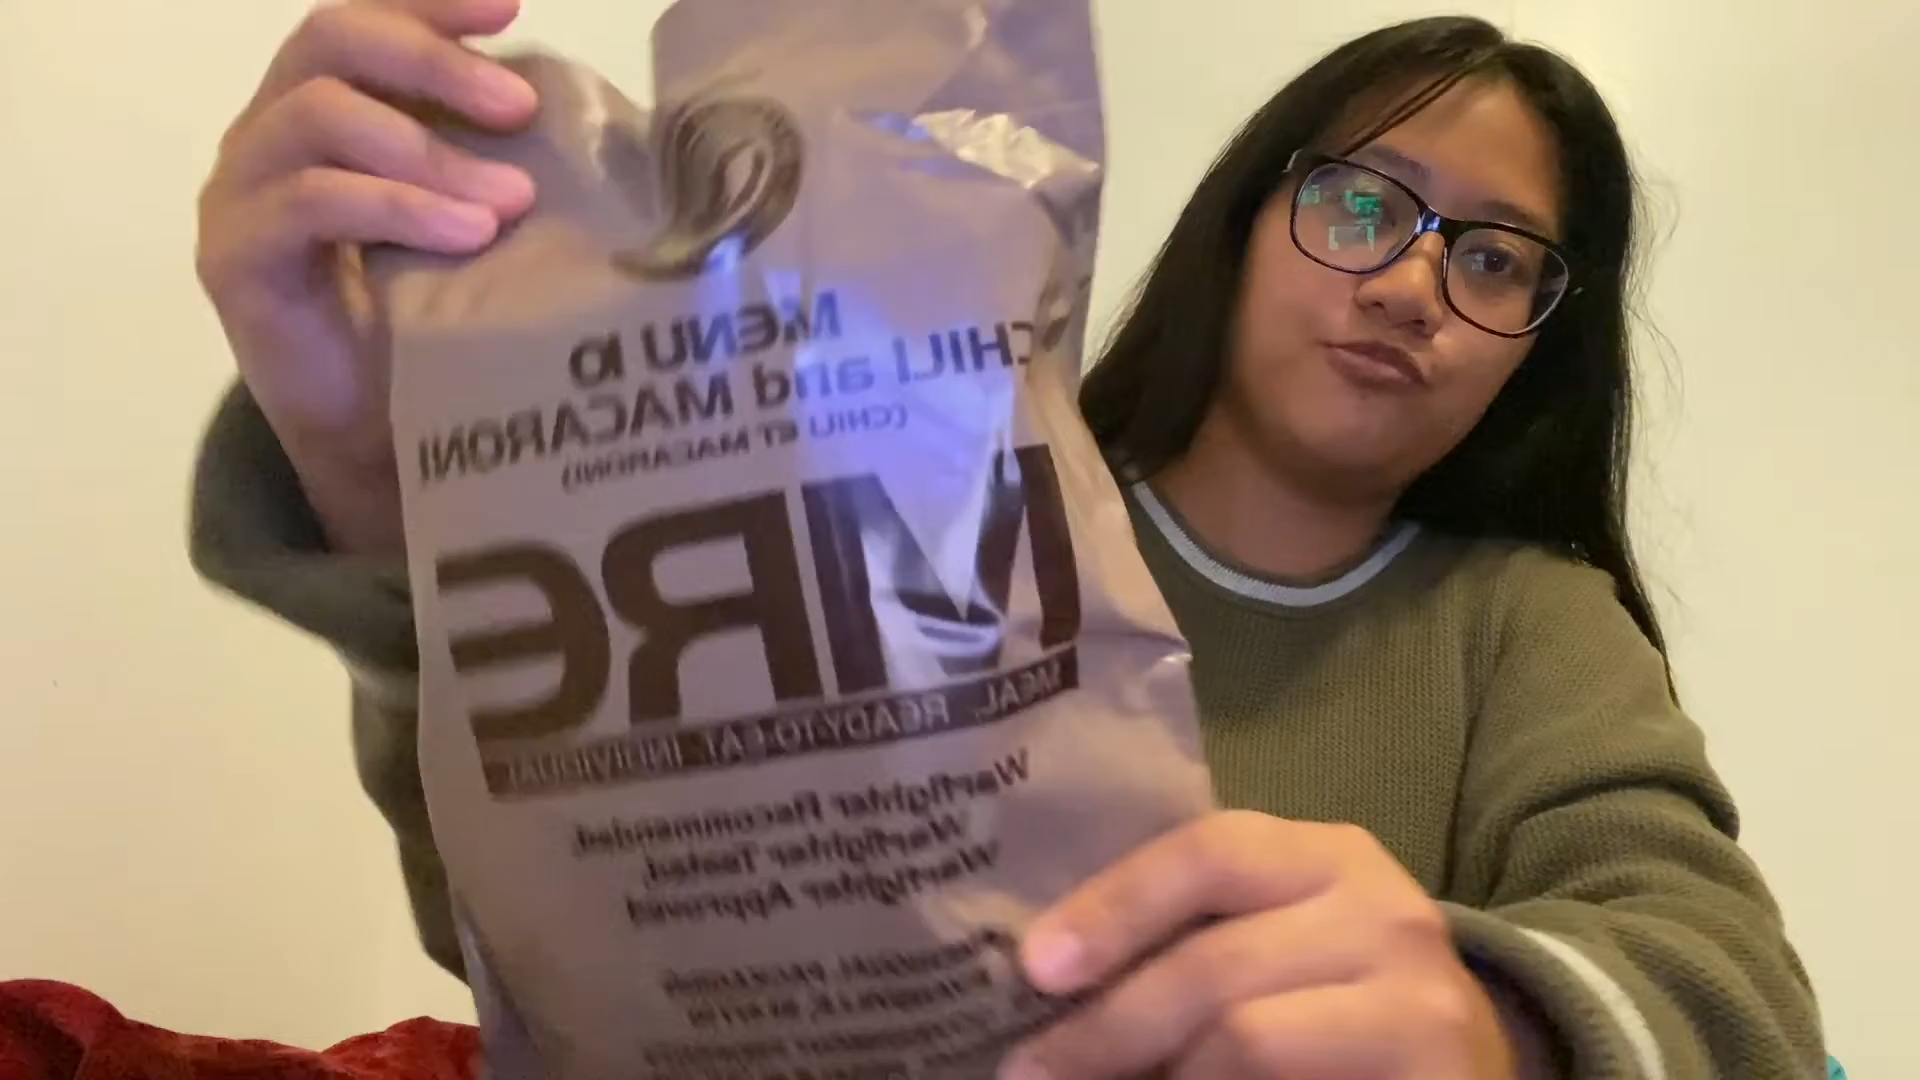 MENU 10
CHILI and MACARONI
(CHILI ET MACARONI)
MRE
MEAL, READY-TO-EAT, INDIVIDUAL
Warfighter Recommended,
Warfighter Tested,
Warfighter Approved